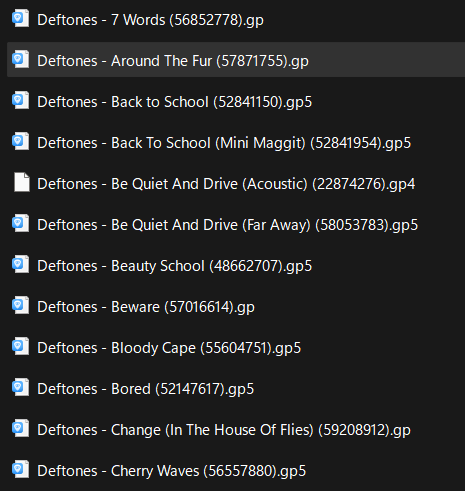 Deftones - 7 Words (56852778).gp
Deftones - Around The Fur (57871755).gp
Deftones - Back to School (52841150).gp5
Deftones - Back To School (Mini Maggit) (52841954).gp5
Deftones - Be Quiet And Drive (Acoustic) (22874276).gp4
Deftones - Be Quiet And Drive (Far Away) (58053783).gp5
Deftones - Beauty School (48662707).gp5
Deftones - Beware (57016614).gp
Deftones - Bloody Cape (55604751).gp5
Deftones - Bored (52147617).gp5
Deftones - Change (In The House Of Flies) (59208912).gp
Deftones - Cherry Waves (56557880).gp5